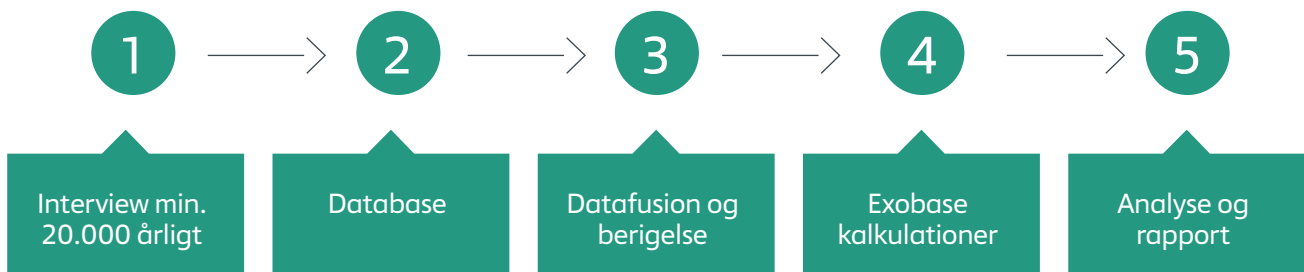 1
2
3
4
5
Interview min.
20.000 årligt
Database
Datafusion og
berigelse
Exobase
kalkulationer
Analyse og
rapport